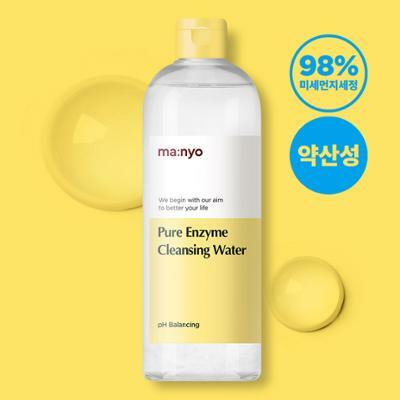 98%
미세먼지세정
약산성
ma:nyo
We begin with our aim
to better your life
Pure Enzyme
Cleansing Water
pH Balancing